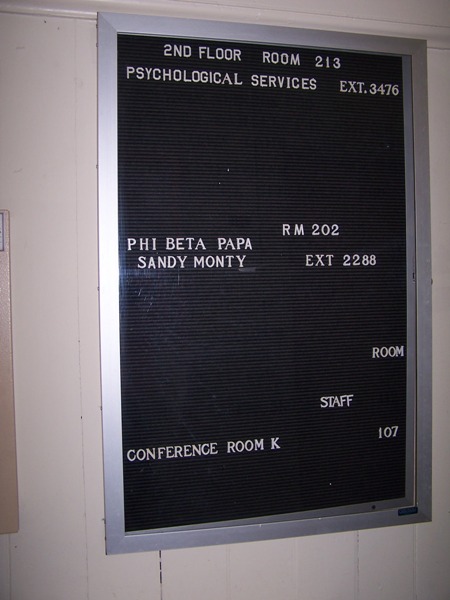 2ND FLOOR ROOM 213
PSYCHOLOGICAL SERVICES EXT. 3476
RM 202
PHI BETA PAPA
SANDY MONTY EXT 2288
ROOM
STAFF
107
CONFERENCE ROOM K